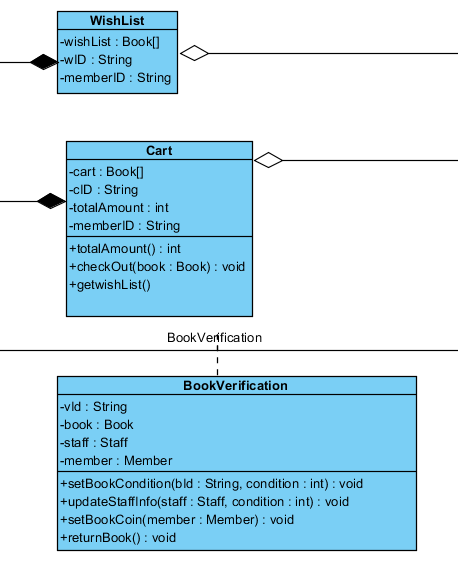 WishList
-wishList : Book[]
-wID : String
-memberID : String
Cart
-cart : Book[]
-cID : String
-totalAmount : int
-memberID : String
+totalAmount() : int
+checkOut(book : Book) : void
+getwishList()
BookVerification
BookVerification
-vId : String
-book : Book
-staff : Staff
-member : Member
+setBookCondition(bId : String, condition : int) : void
+updateStaffInfo(staff : Staff, condition : int) : void
+setBookCoin(member : Member) : void
+returnBook() : void